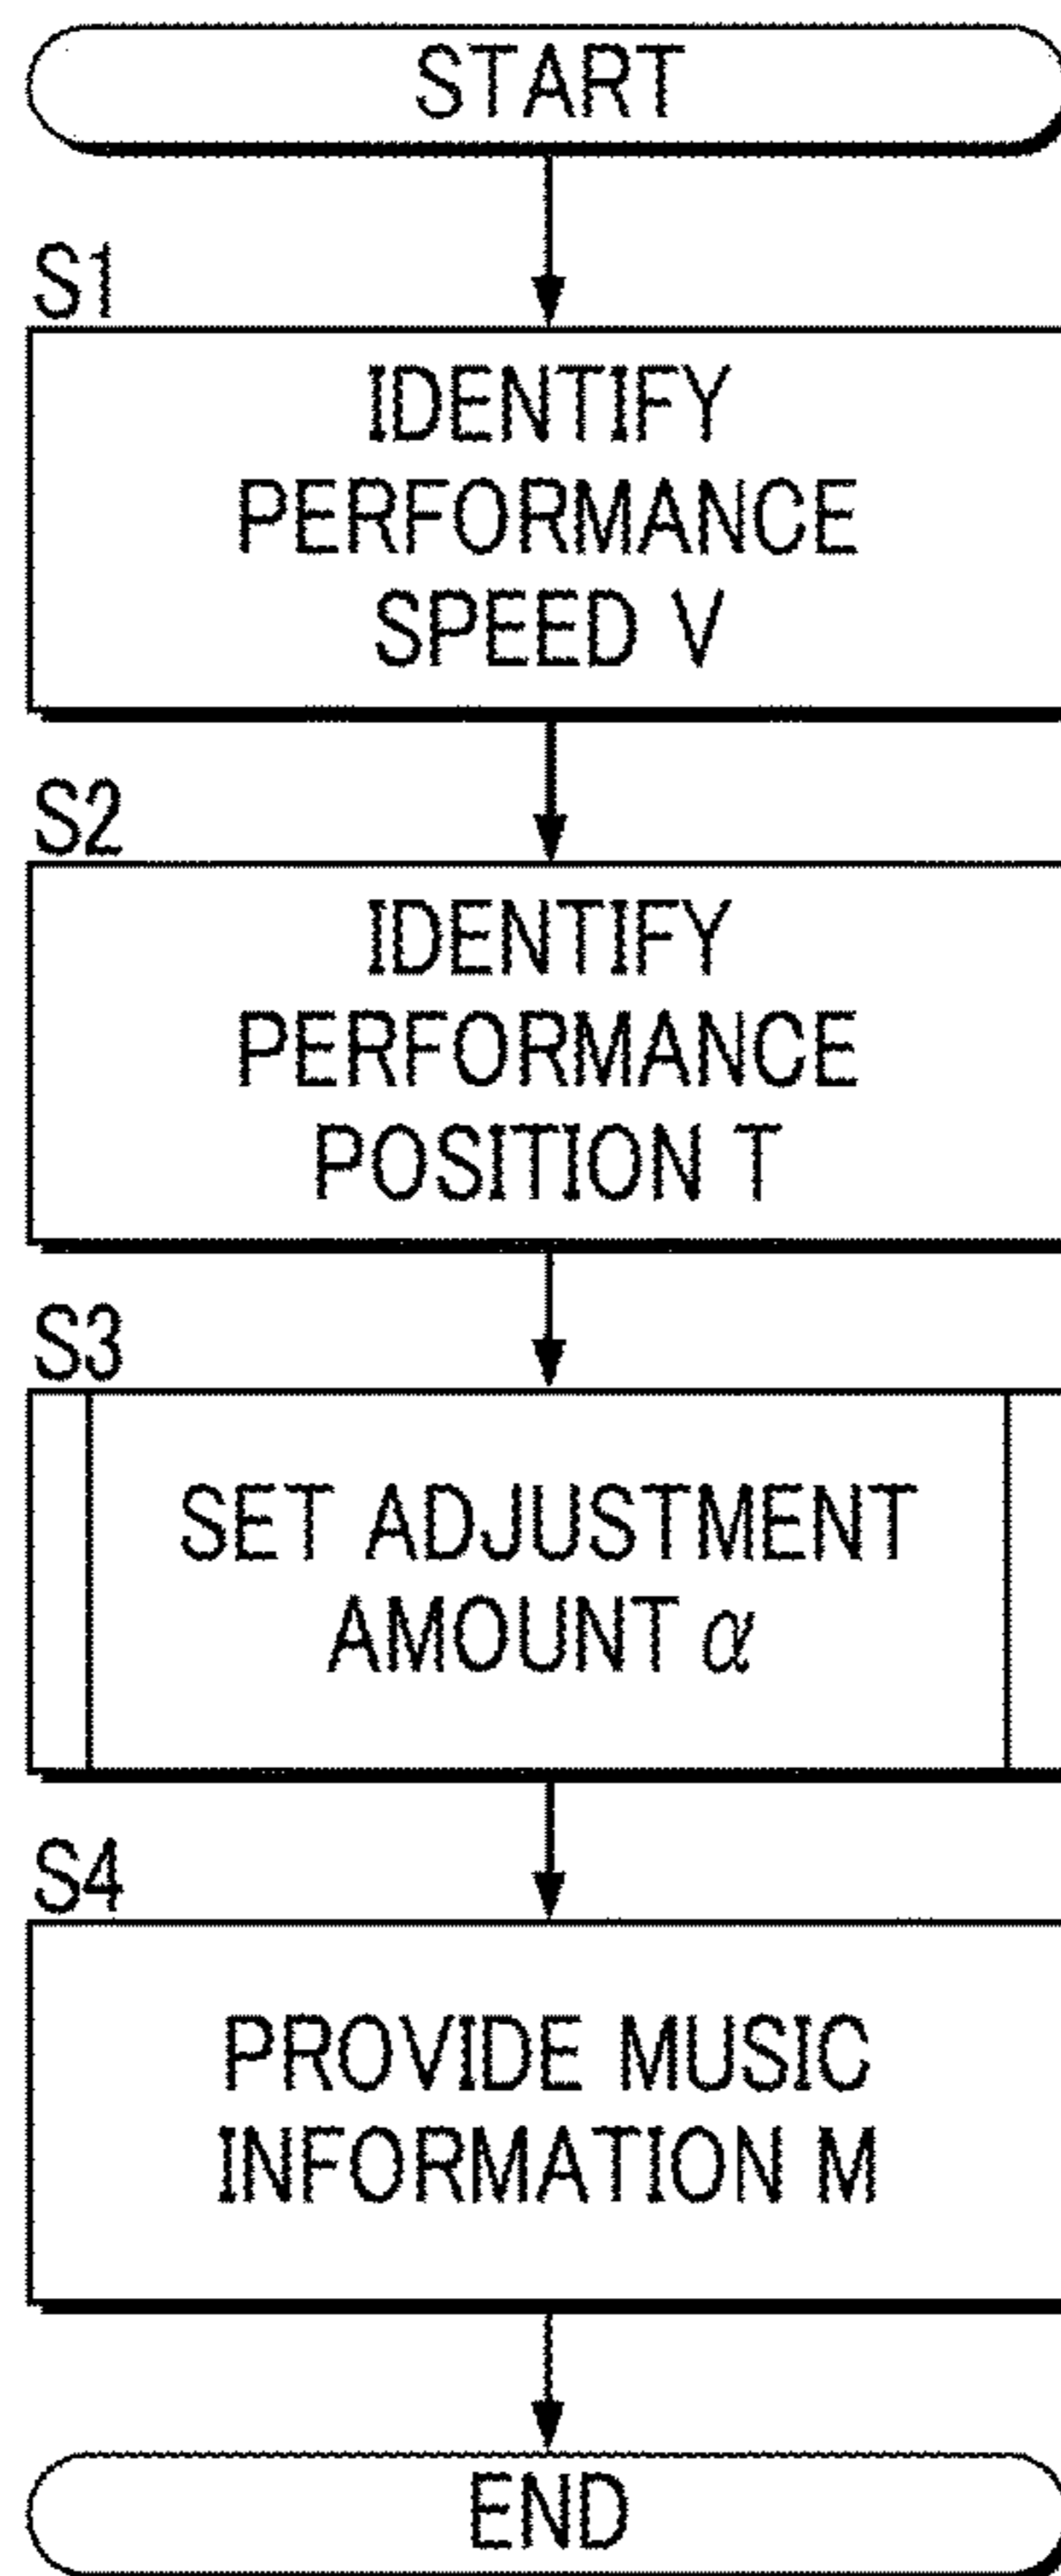 START
S1
IDENTIFY
PERFORMANCE
SPEED V
S2
IDENTIFY
PERFORMANCE
POSITION T
S3
SET ADJUSTMENT
AMOUNT α
S4
PROVIDE MUSIC
INFORMATION M
END